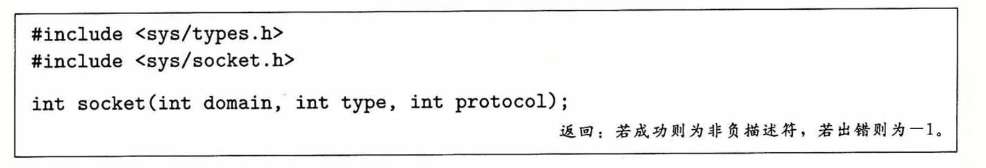 #include <sys/types.h>
#include <sys/socket.h>
int socket(int domain, int type, int protocol);
返回：若成功则为非负描述符，若出错则为－1。